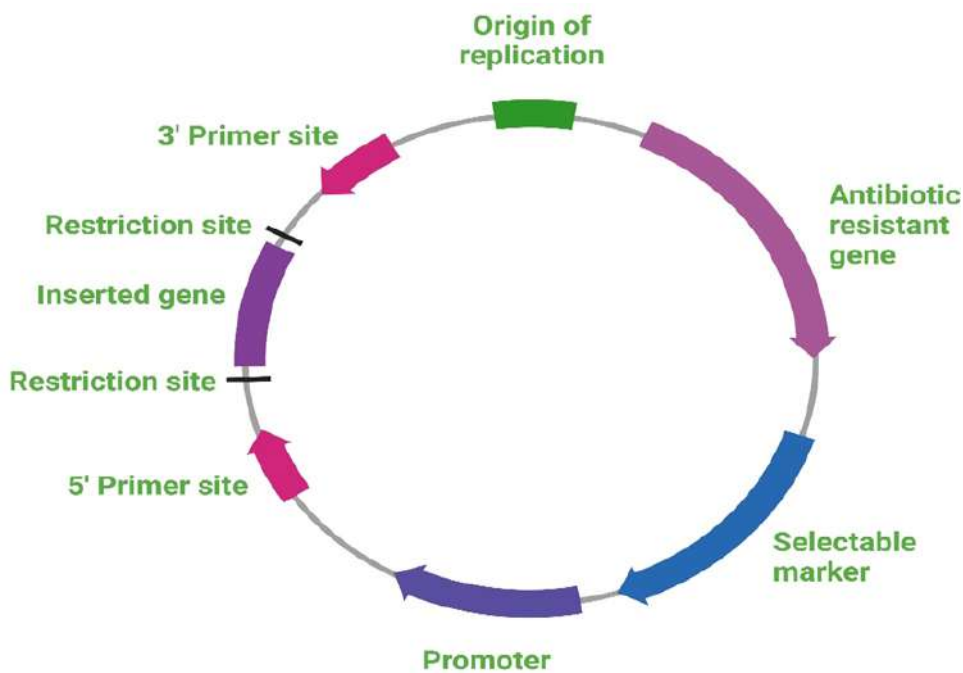 Origin of
replication
3' Primer site
Restriction site
Inserted gene
Restriction site
5' Primer site
Antibiotic
resistant
gene
Selectable
marker
Promoter